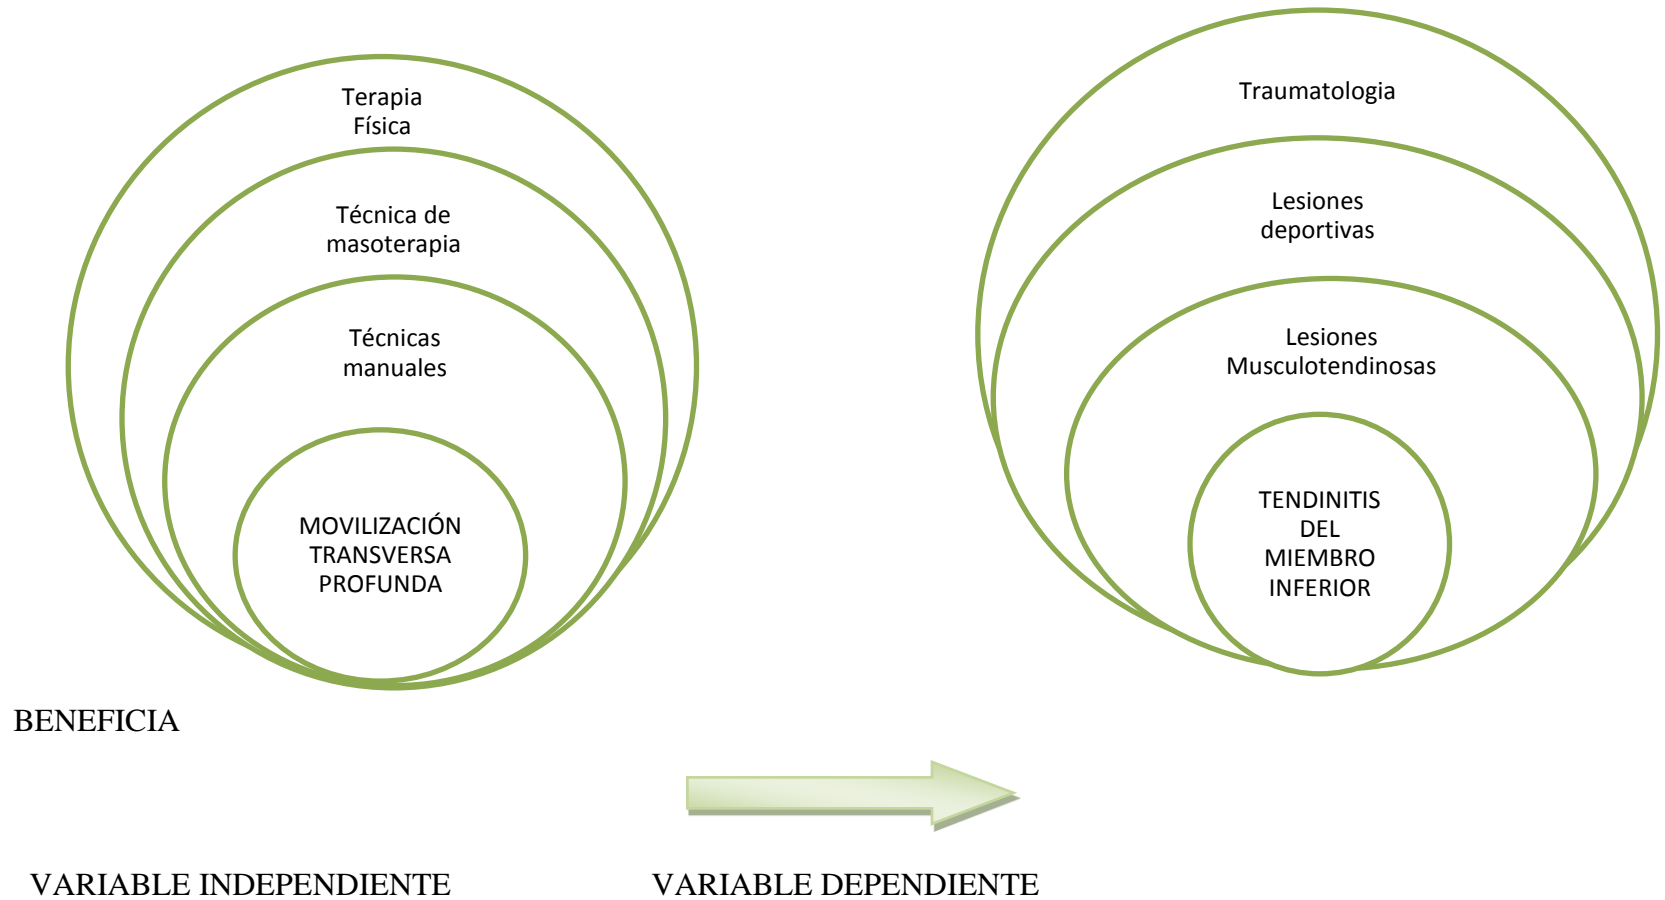 Terapia
Física
Técnica de
masoterapia
Técnicas
manuales
MOVILIZACIÓN
TRANSVERSA
PROFUNDA
Traumatologia
Lesiones
deportivas
Lesiones
Musculotendinosas
TENDINITIS
DEL
MIEMBRO
INFERIOR
BENEFICIA
VARIABLE INDEPENDIENTE
VARIABLE DEPENDIENTE